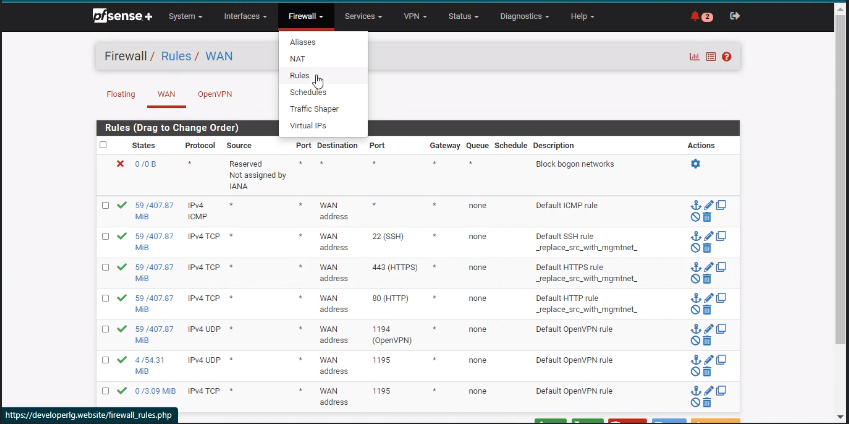 pfsense + System Interfaces Firewall Services VPN Status Diagnostics Help 2
Aliases
NAT
Rules
Schedules
Traffic Shaper
Virtual IPs
Firewall / Rules / WAN
Floating WAN OpenVPN
Rules (Drag to Change Order)
States Protocol Source Port Destination Port Gateway Queue Schedule Description Actions
0 /0 B * Reserved * * * * * Block bogon networks
Not assigned by
IANA
59 /407.87 IPv4 * * WAN * * none Default ICMP rule
MiB ICMP address
59 /407.87 IPv4 TCP * * WAN 22 (SSH) * none Default SSH rule
MiB address _replace_src_with_mgmtnet_
59 /407.87 IPv4 TCP * * WAN 443 (HTTPS) * none Default HTTPS rule
MiB address _replace_src_with_mgmtnet_
59 /407.87 IPv4 TCP * * WAN 80 (HTTP) * none Default HTTP rule
MiB address _replace_src_with_mgmtnet_
59 /407.87 IPv4 UDP * * WAN 1194 * none Default OpenVPN rule
MiB address (OpenVPN)
4 /54.31 IPv4 UDP * * WAN 1195 * none Default OpenVPN rule
MiB address
0 /3.09 MiB IPv4 TCP * * WAN 1195 * none Default OpenVPN rule
address
https://developerlg.website/firewall_rules.php